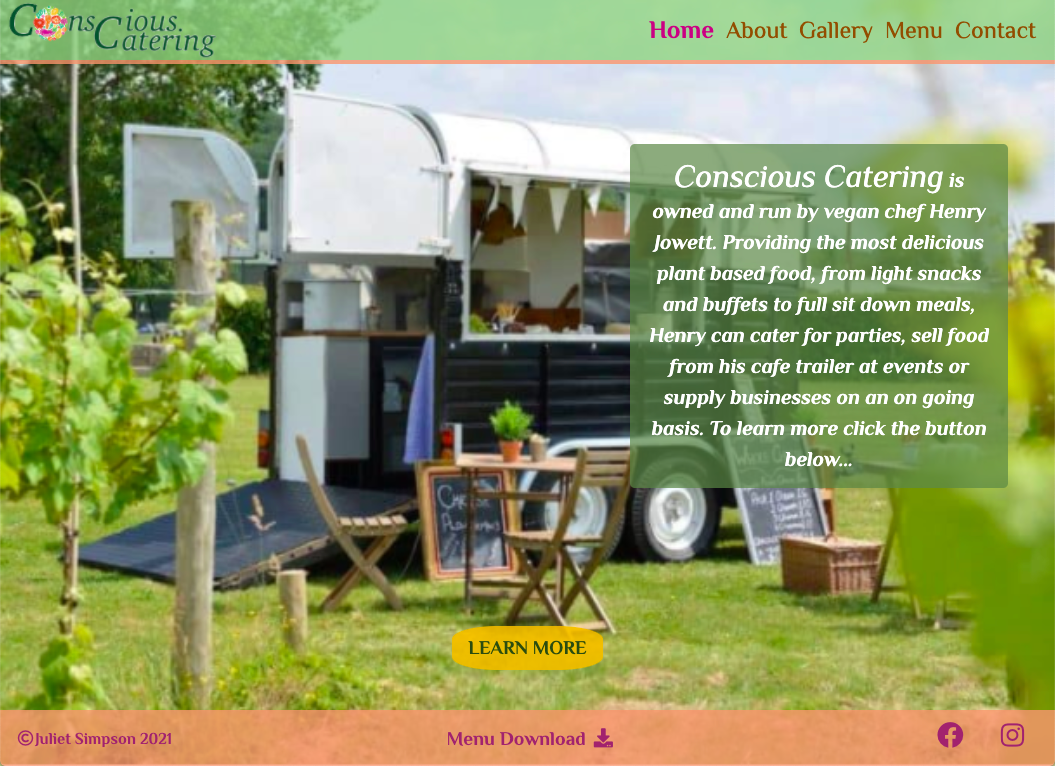 Conscious.
Catering
Home About Gallery Menu Contact
Conscious Catering is
owned and run by vegan chef Henry
Jowett. Providing the most delicious
plant based food, from light snacks
and buffets to full sit down meals,
Henry can cater for parties, sell food
from his cafe trailer at events or
supply businesses on an on going
basis. To learn more click the button
below...
LEARN MORE
©Juliet Simpson 2021
Menu Download